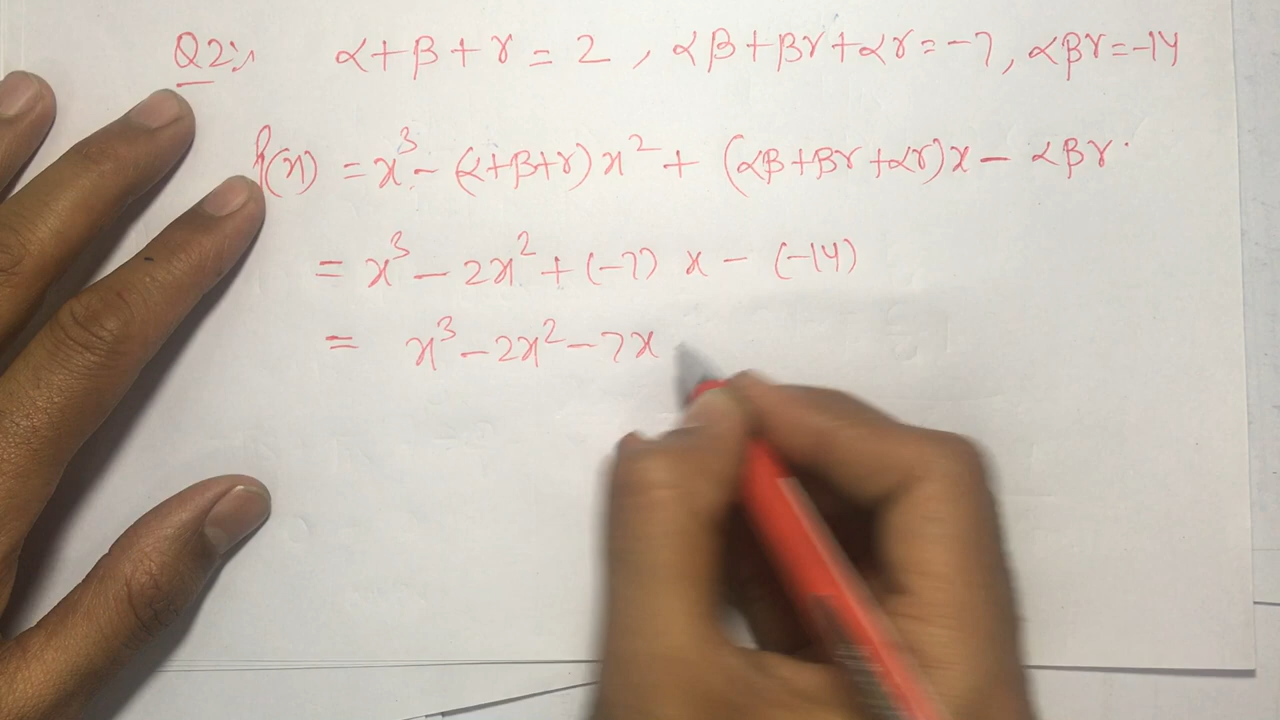 Q2:, α+β+γ=2, αβ+βγ+αγ=-7, αβγ=-14
f(x) = x³ - (α+β+γ)x² + (αβ+βγ+αγ)x - αβγ.
= x³ - 2x² + (-7) x - (-14)
= x³ - 2x² - 7x